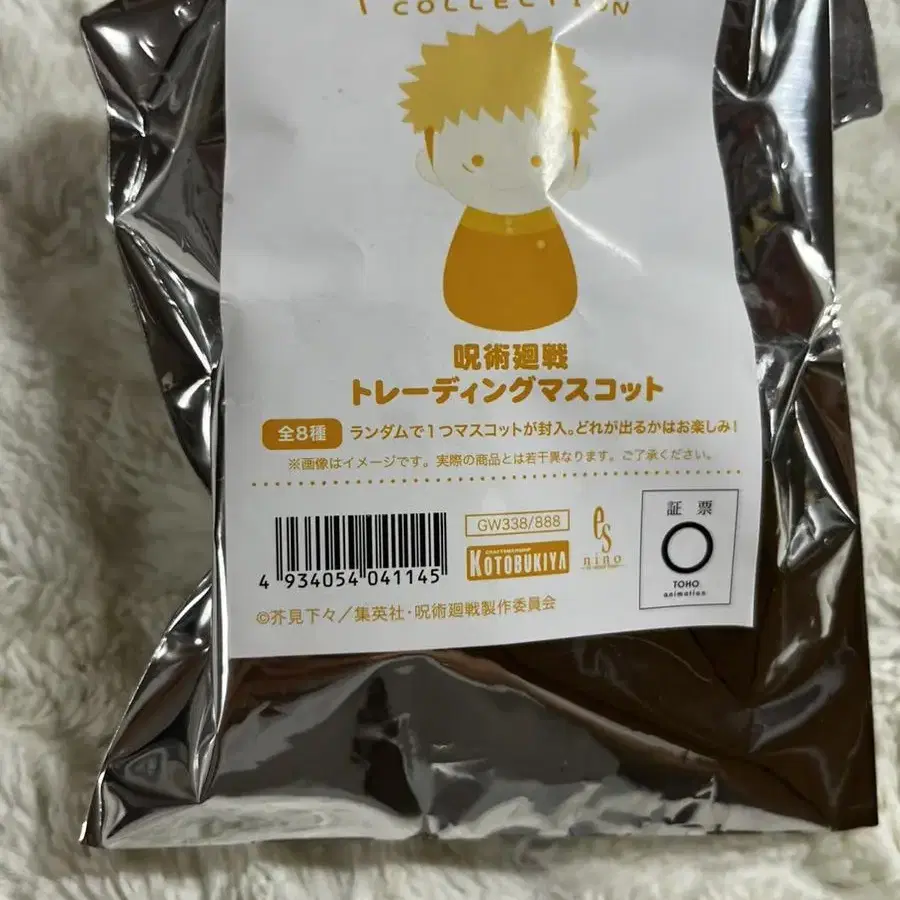 COLLECTION
呪術廻戦
トレーディングマスコット
全8種 ランダムで1つマスコットが封入。どれが出るかはお楽しみ!
※画像はイメージです。実際の商品とは若干異なります。ご了承ください。
GW338/888
CRAFTSMANSHIP
KOTOBUKIYA
es
nino
証票
TOHO
animation
4 934054 041145
©芥見下々/集英社・呪術廻戦製作委員会